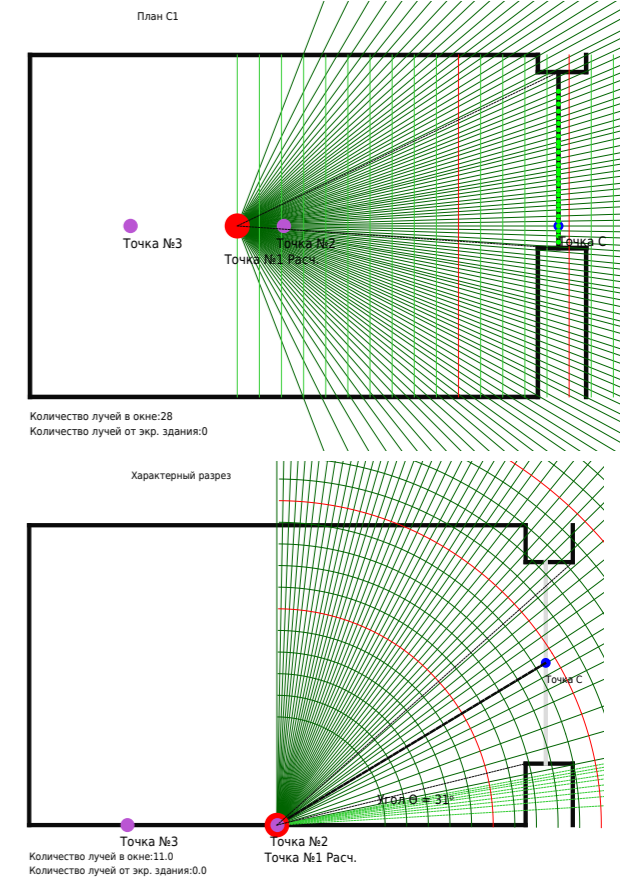 План C1
Точка №3
Точка №2
Точка С
Точка №1 Расч.
Количество лучей в окне:28
Количество лучей от экр. здания:0
Характерный разрез
Точка С
Угол Θ = 31º
Точка №3
Точка №2
Количество лучей в окне:11.0
Точка №1 Расч.
Количество лучей от экр. здания:0.0